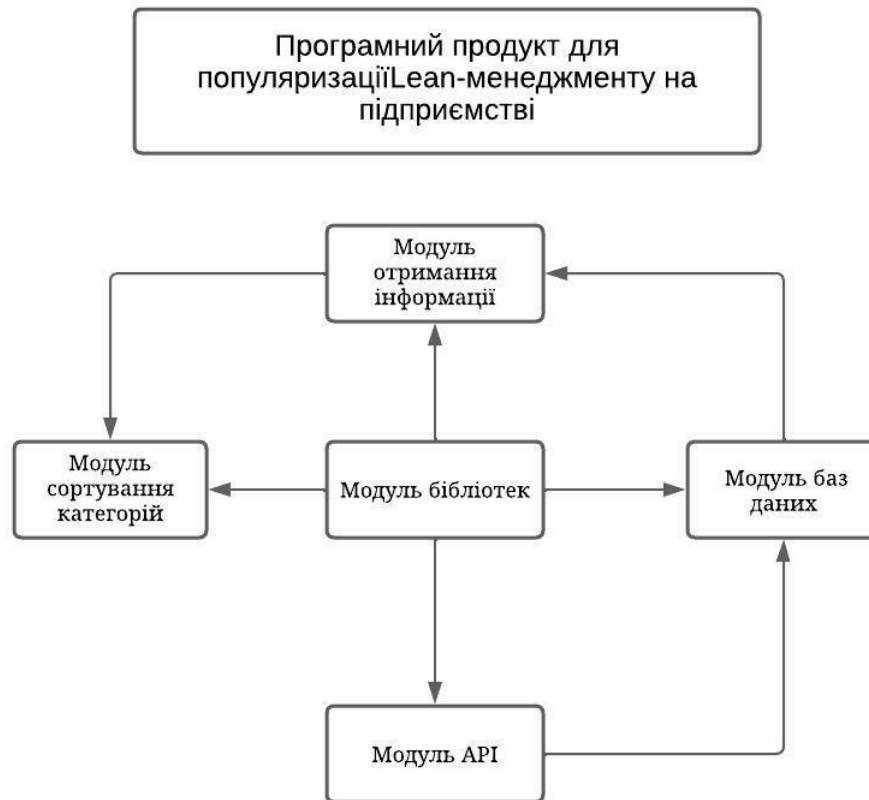 Програмний продукт для
популяризаціїLean-менеджменту на
підприємстві
Модуль
отримання
інформації
Модуль
сортування
категорій
Модуль бібліотек
Модуль баз
даних
Модуль API